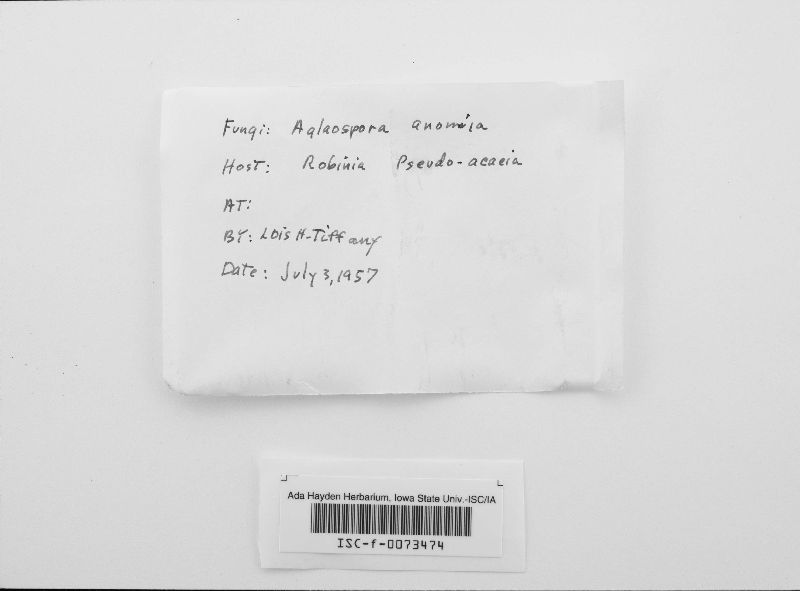 Fungi: Aglaospora anomia
Host: Robinia Pseudo-acacia
AT:
BY: Lois H. Tiffany
Date: July 3, 1957
Ada Hayden Herbarium, Iowa State Univ.-ISC/IA
ISC-f-0073474